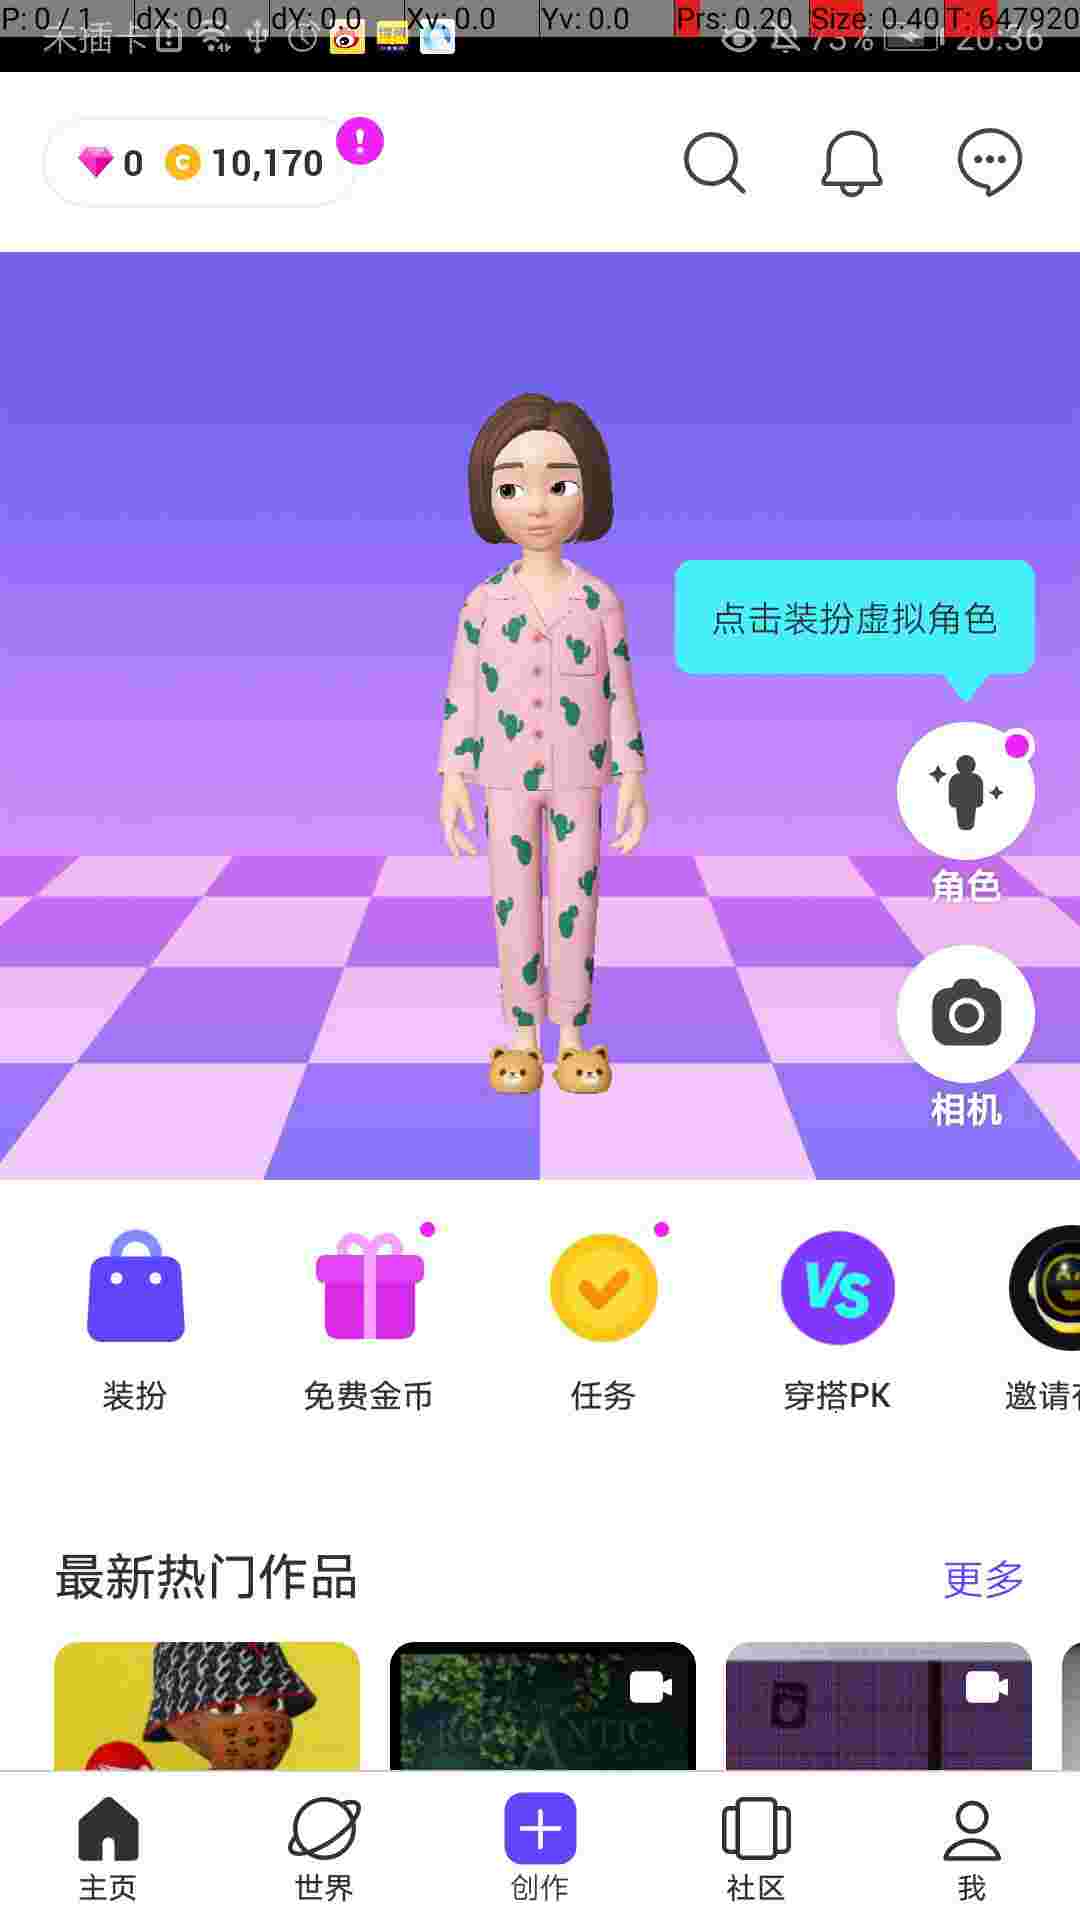 P: 0 / 1 dX: 0.0 dY: 0.0 Xv: 0.0 Yv: 0.0 Prs: 0.20 Size: 0.40 T: 647920
未插卡 73% 20:36
0 C 10,170
点击装扮虚拟角色
角色
相机
VS
装扮 免费金币 任务 穿搭PK 邀请
最新热门作品 更多
ROMANTIC
主页 世界 创作 社区 我